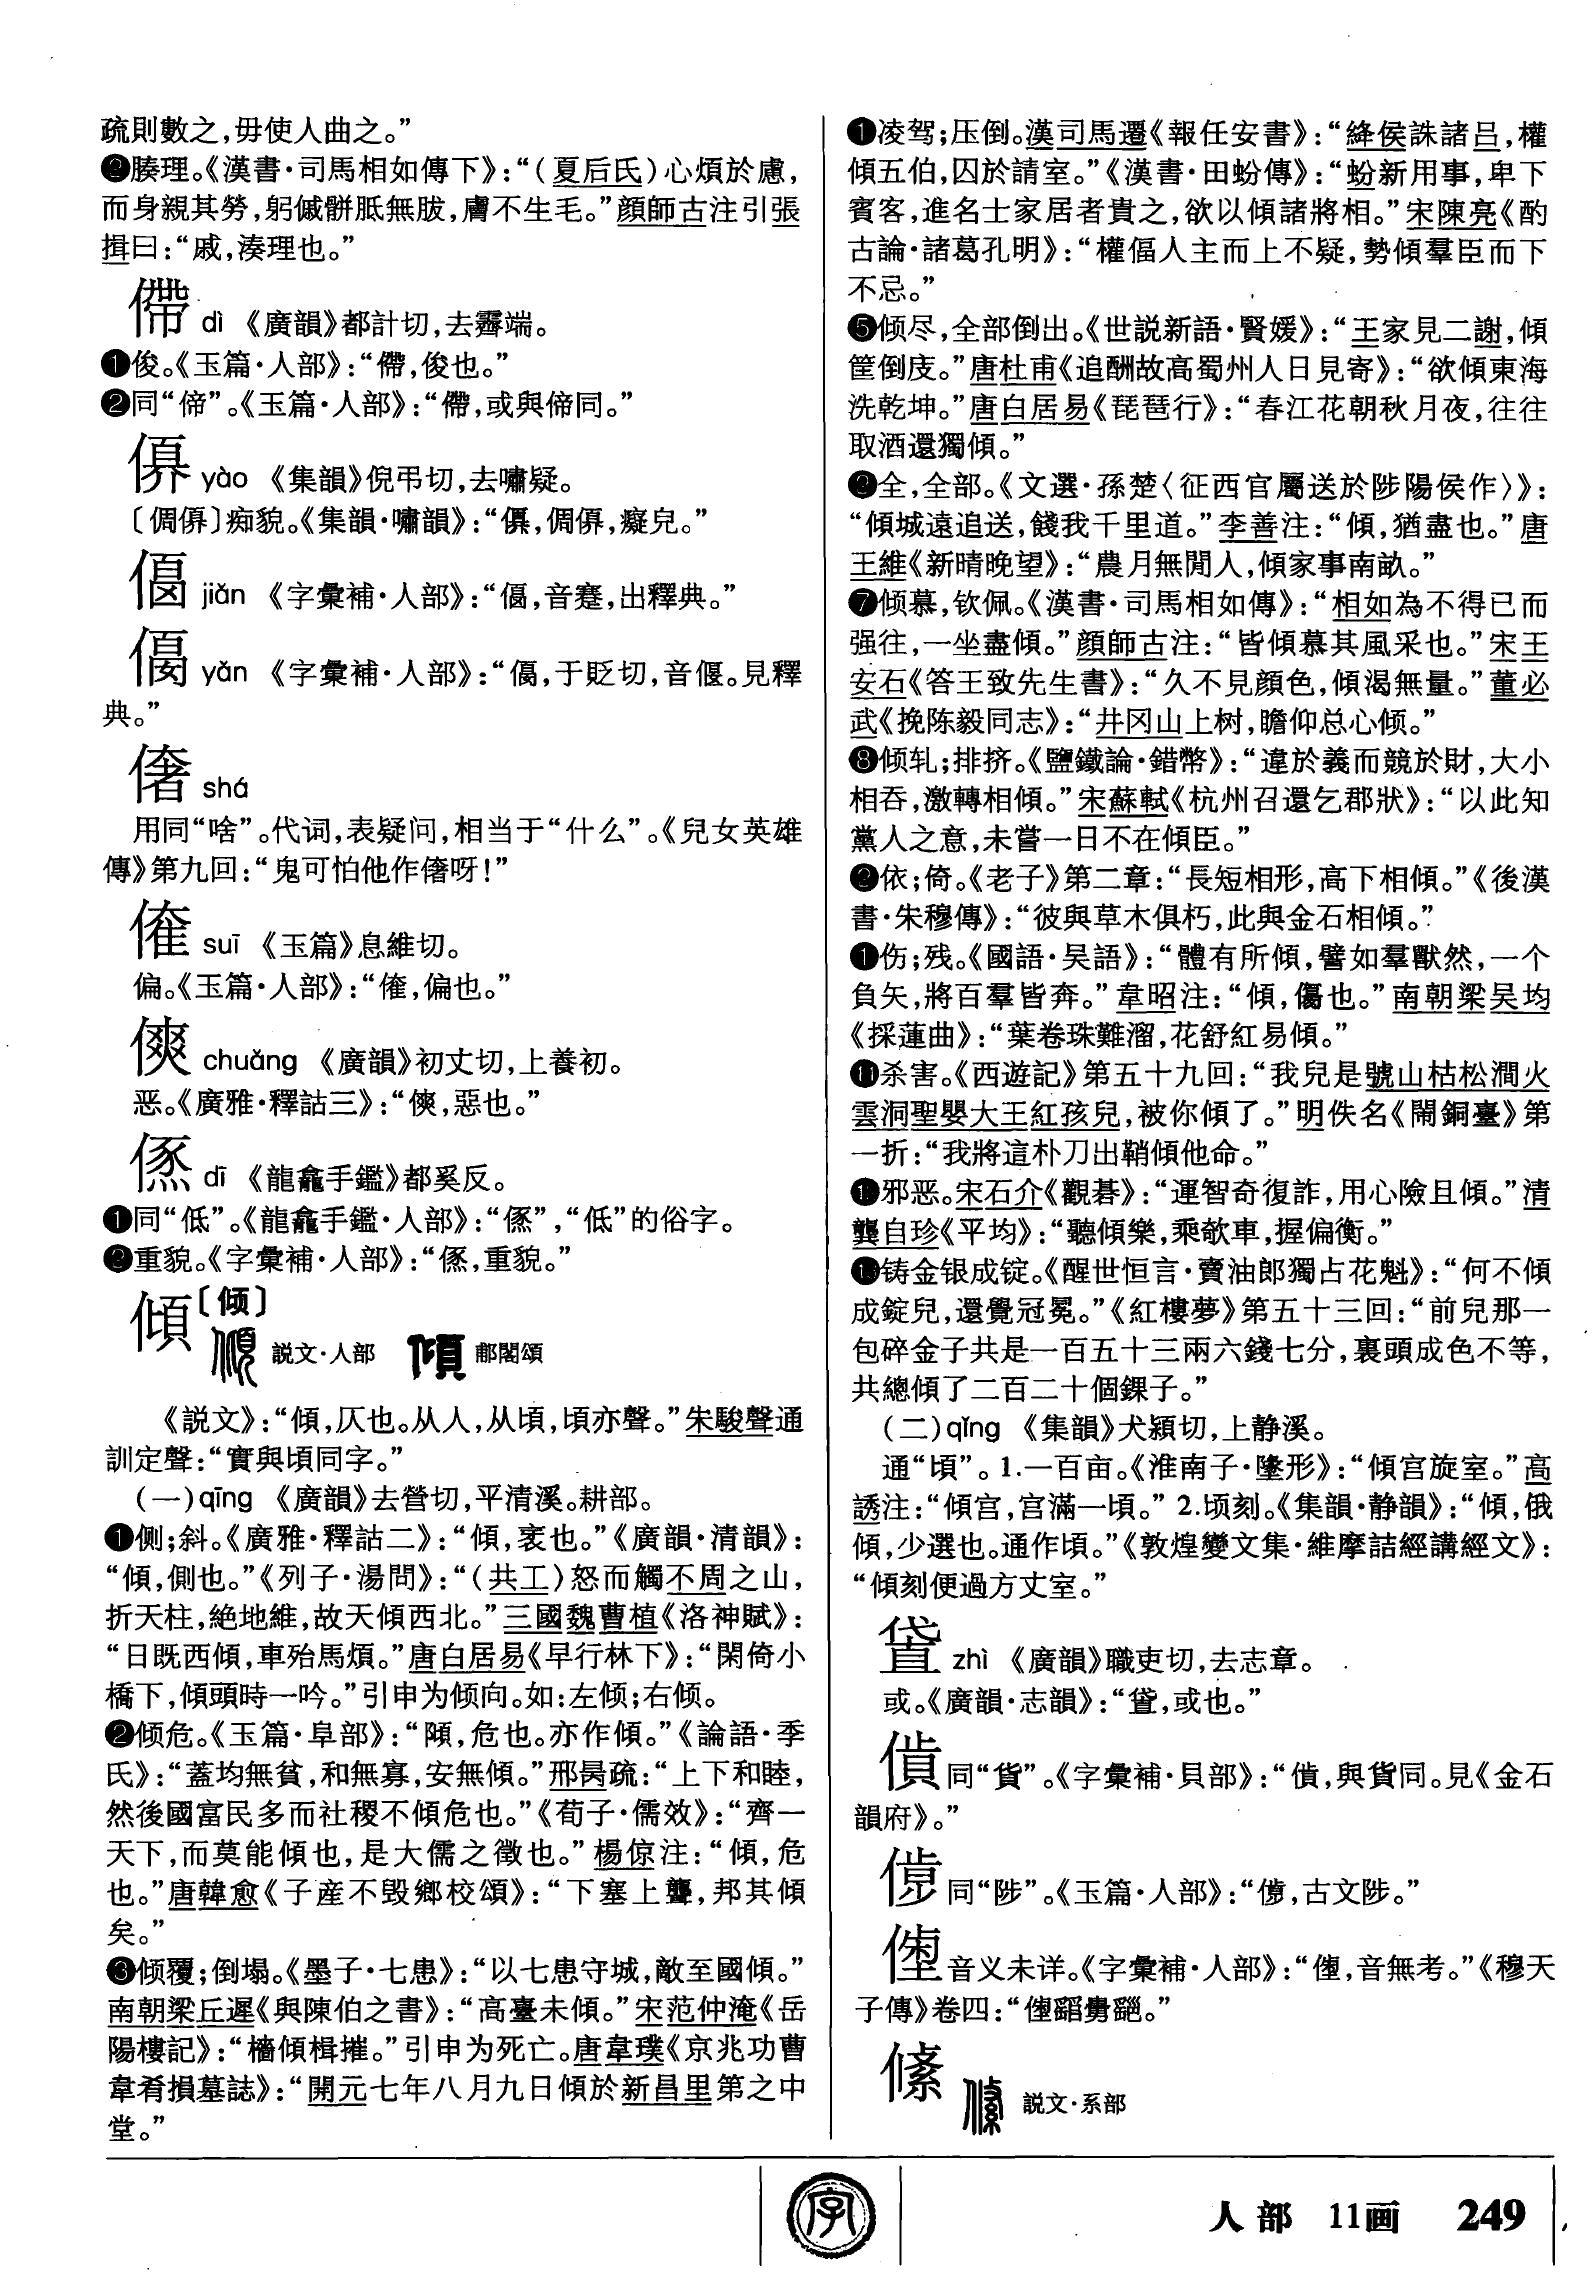 疏則數之，毋使人曲之。”
❷腠理。《漢書·司馬相如傳下》：“（夏后氏）心煩於慮，
而身親其勞，躬傶骿胝無胈，膚不生毛。”顔師古注引張
揖曰：“戚，湊理也。”
僀 dì 《廣韻》都計切，去霽端。
❶俊。《玉篇·人部》：“僀，俊也。”
❷同“偙”。《玉篇·人部》：“僀，或與偙同。”
yào 《集韻》倪弔切，去嘯疑。
痴貌。《集韻·嘯韻》：
jiǎn 《字彙補·人部》：“音蹇，出釋典。”
yǎn 《字彙補·人部》：“于貶切，音偃。見釋
典。”
偺 shá
用同“啥”。代词，表疑问，相当于“什么”。《兒女英雄
傳》第九回：“鬼可怕他作偺呀！”
suī 《玉篇》息維切。
偏。《玉篇·人部》：“偏也。”
傸 chuǎng 《廣韻》初丈切，上養初。
恶。《廣雅·釋詁三》：“傸，惡也。”
dī 《龍龕手鑑》都奚反。
❶同“低”。《龍龕手鑑·人部》：“低”的俗字。
❷重貌。《字彙補·人部》：“重貌。”
傾〔倾〕
説文·人部 郙閣頌
《説文》：“傾，仄也。从人，从頃，頃亦聲。”朱駿聲通
訓定聲：“實與頃同字。”
（一）qīng 《廣韻》去營切，平清溪。耕部。
❶侧；斜。《廣雅·釋詁二》：“傾，衺也。”《廣韻·清韻》：
“傾，側也。”《列子·湯問》：“（共工）怒而觸不周之山，
折天柱，絶地維，故天傾西北。”三國魏曹植《洛神賦》：
“日既西傾，車殆馬煩。”唐白居易《早行林下》：“閑倚小
橋下，傾頭時一吟。”引申为倾向。如：左倾；右倾。
❷倾危。《玉篇·阜部》：“䫌，危也。亦作傾。”《論語·季
氏》：“蓋均無貧，和無寡，安無傾。”邢昺疏：“上下和睦，
然後國富民多而社稷不傾危也。”《荀子·儒效》：“齊一
天下，而莫能傾也，是大儒之徵也。”楊倞注：“傾，危
也。”唐韓愈《子産不毁鄉校頌》：“下塞上聾，邦其傾
矣。”
❸倾覆；倒塌。《墨子·七患》：“以七患守城，敵至國傾。”
南朝梁丘遲《與陳伯之書》：“高臺未傾。”宋范仲淹《岳
陽樓記》：“檣傾楫摧。”引申为死亡。唐韋璞《京兆功曹
韋肴損墓誌》：“開元七年八月九日傾於新昌里第之中
堂。”
❶凌驾；压倒。漢司馬遷《報任安書》：“絳侯誅諸吕，權
傾五伯，囚於請室。”《漢書·田蚡傳》：“蚡新用事，卑下
賓客，進名士家居者貴之，欲以傾諸將相。”宋陳亮《酌
古論·諸葛孔明》：“權偪人主而上不疑，勢傾羣臣而下
不忌。”
❺倾尽，全部倒出。《世説新語·賢媛》：“王家見二謝，傾
筐倒庋。”唐杜甫《追酬故高蜀州人日見寄》：“欲傾東海
洗乾坤。”唐白居易《琵琶行》：“春江花朝秋月夜，往往
取酒還獨傾。”
❷全，全部。《文選·孫楚〈征西官屬送於陟陽侯作〉》：
“傾城遠追送，餞我千里道。”李善注：“傾，猶盡也。”唐
王維《新晴晚望》：“農月無閒人，傾家事南畝。”
❼倾慕，钦佩。《漢書·司馬相如傳》：“相如為不得已而
强往，一坐盡傾。”顔師古注：“皆傾慕其風采也。”宋王
安石《答王致先生書》：“久不見顔色，傾渴無量。”董必
武《挽陈毅同志》：“井冈山上树，瞻仰总心倾。”
❽倾轧；排挤。《鹽鐵論·錯幣》：“違於義而競於財，大小
相吞，激轉相傾。”宋蘇軾《杭州召還乞郡狀》：“以此知
黨人之意，未嘗一日不在傾臣。”
❷依；倚。《老子》第二章：“長短相形，高下相傾。”《後漢
書·朱穆傳》：“彼與草木俱朽，此與金石相傾。”
❶伤；残。《國語·吴語》：“體有所傾，譬如羣獸然，一个
負矢，將百羣皆奔。”韋昭注：“傾，傷也。”南朝梁吴均
《採蓮曲》：“葉卷珠難溜，花舒紅易傾。”
⓫杀害。《西遊記》第五十九回：“我兒是號山枯松澗火
雲洞聖嬰大王紅孩兒，被你傾了。”明佚名《鬧銅臺》第
一折：“我將這朴刀出鞘傾他命。”
❶邪恶。宋石介《觀碁》：“運智奇復詐，用心險且傾。”清
龔自珍《平均》：“聽傾樂，乘欹車，握偏衡。”
❶铸金银成锭。《醒世恒言·賣油郎獨占花魁》：“何不傾
成錠兒，還覺冠冕。”《紅樓夢》第五十三回：“前兒那一
包碎金子共是一百五十三兩六錢七分，裏頭成色不等，
共總傾了二百二十個錁子。”
（二）qǐng 《集韻》犬潁切，上静溪。
通“頃”。1.一百亩。《淮南子·墬形》：“傾宫旋室。”高
誘注：“傾宫，宫滿一頃。”2.顷刻。《集韻·静韻》：“傾，俄
傾，少選也。通作頃。”《敦煌變文集·維摩詰經講經文》：
“傾刻便過方丈室。”
zhì 《廣韻》職吏切，去志章。
或。《廣韻·志韻》：“或也。”
同“貨”。《字彙補·貝部》：“與貨同。見《金石
韻府》。”
同“陟”。《玉篇·人部》：“古文陟。”
音义未详。《字彙補·人部》：“音無考。”《穆天
子傳》卷四：
絛 説文·系部
字
人部 11画 249